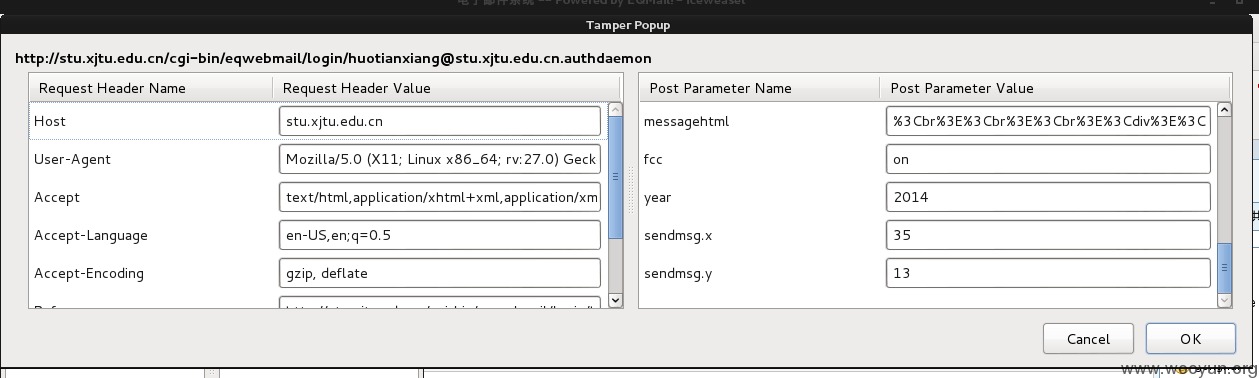 电子邮件系统 -- Powered by EQMail! - Iceweasel
Tamper Popup
http://stu.xjtu.edu.cn/cgi-bin/eqwebmail/login/huotianxiang@stu.xjtu.edu.cn.authdaemon
Request Header Name Request Header Value Post Parameter Name Post Parameter Value
Host stu.xjtu.edu.cn messagehtml %3Cbr%3E%3Cbr%3E%3Cbr%3E%3Cdiv%3E%3C
User-Agent Mozilla/5.0 (X11; Linux x86_64; rv:27.0) Geck fcc on
Accept text/html,application/xhtml+xml,application/xm year 2014
Accept-Language en-US,en;q=0.5 sendmsg.x 35
Accept-Encoding gzip, deflate sendmsg.y 13
Cancel OK
www.wooyun.org